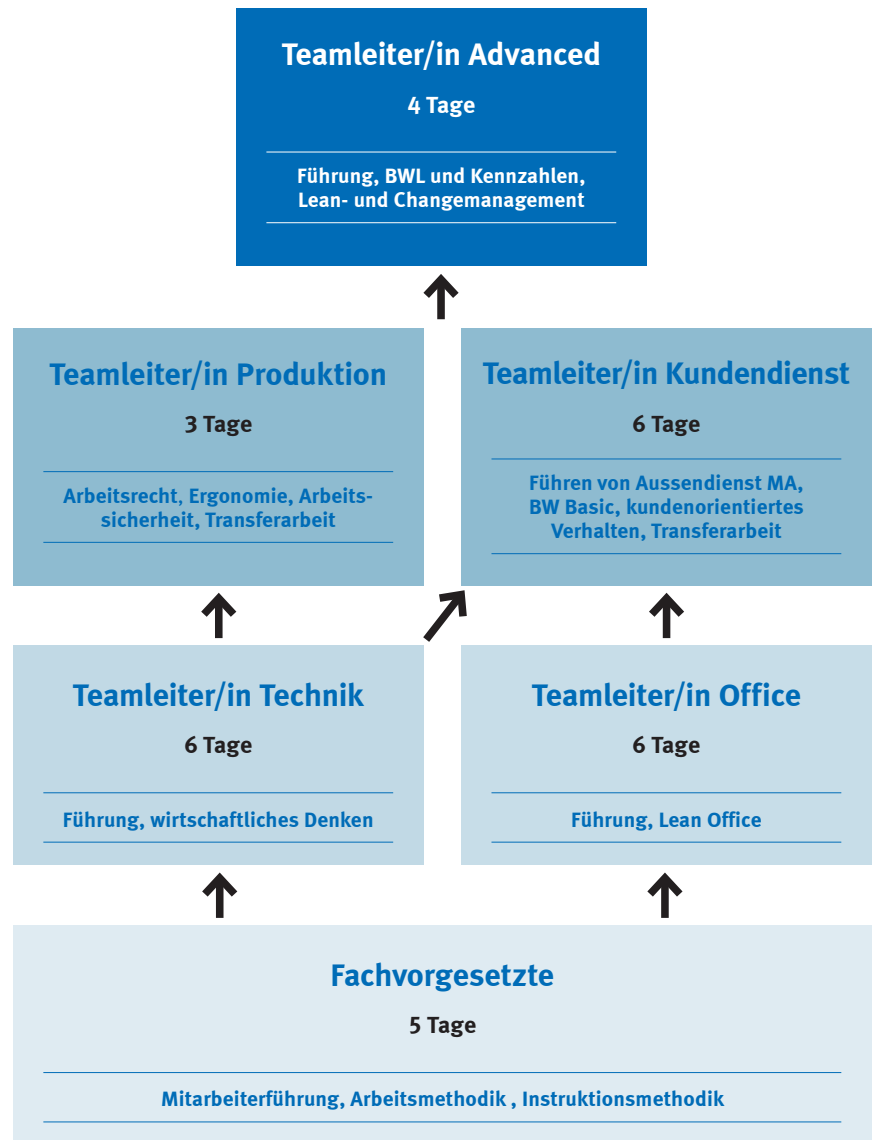 Teamleiter/in Advanced
4 Tage
Führung, BWL und Kennzahlen,
Lean- und Changemanagement
Teamleiter/in Produktion
3 Tage
Arbeitsrecht, Ergonomie, Arbeits-
sicherheit, Transferarbeit
Teamleiter/in Kundendienst
6 Tage
Führen von Aussendienst MA,
BW Basic, kundenorientiertes
Verhalten, Transferarbeit
Teamleiter/in Technik
6 Tage
Führung, wirtschaftliches Denken
Teamleiter/in Office
6 Tage
Führung, Lean Office
Fachvorgesetzte
5 Tage
Mitarbeiterführung, Arbeitsmethodik , Instruktionsmethodik